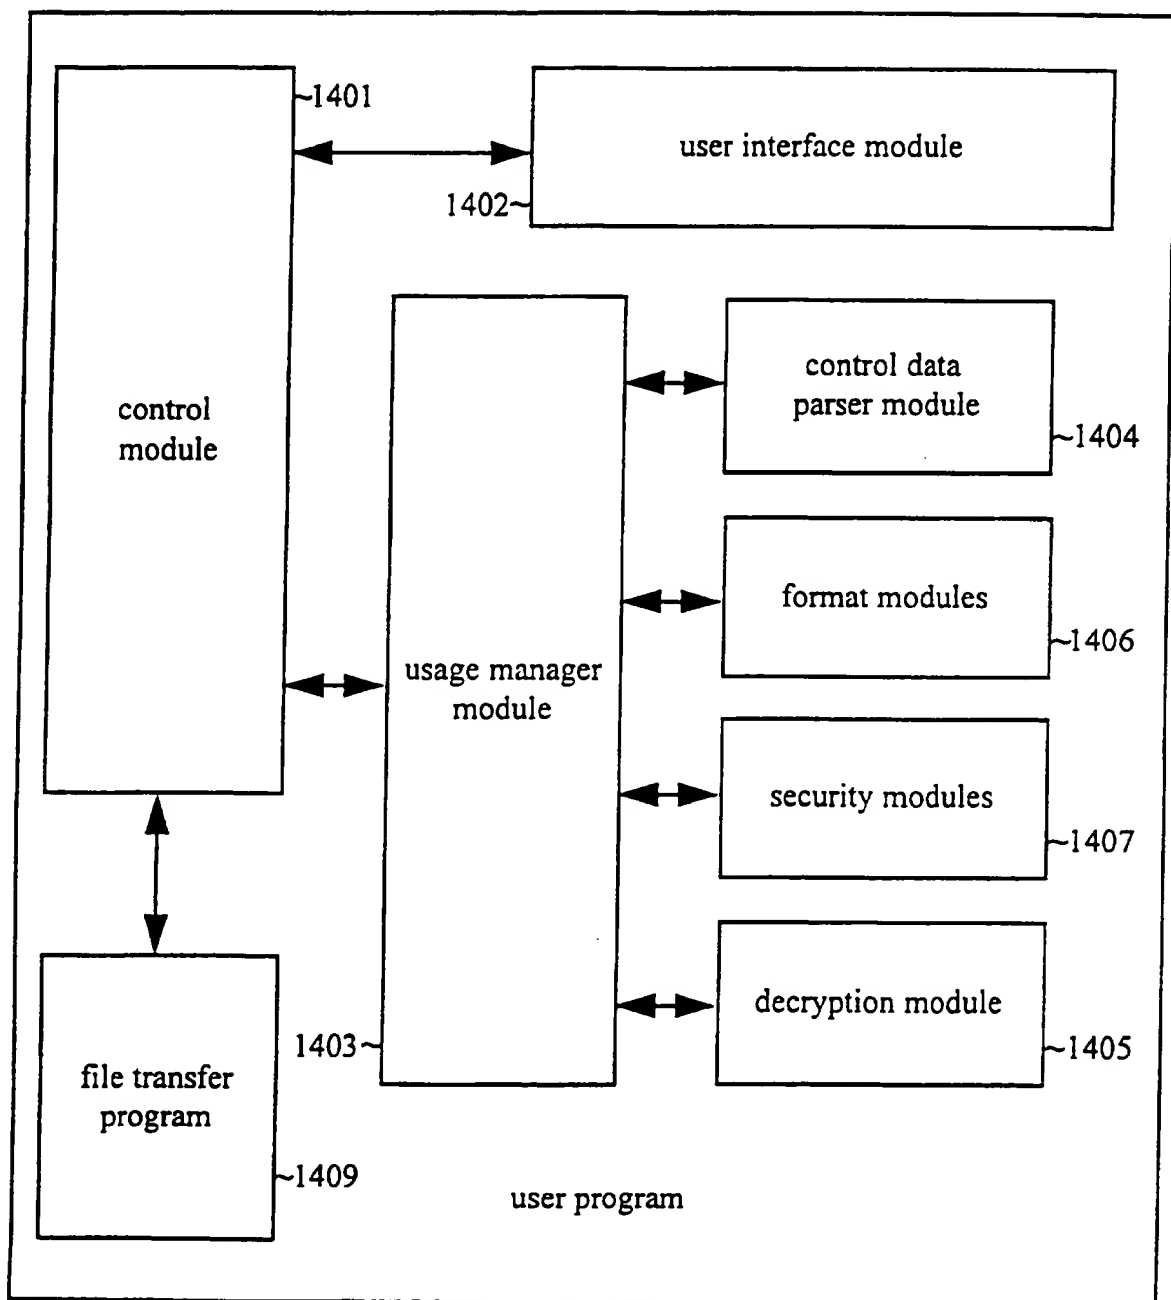 1401
user interface module
1402
control
module
control data
parser module
1404
format modules
1406
usage manager
module
security modules
1407
decryption module
1403
1405
file transfer
program
1409
user program